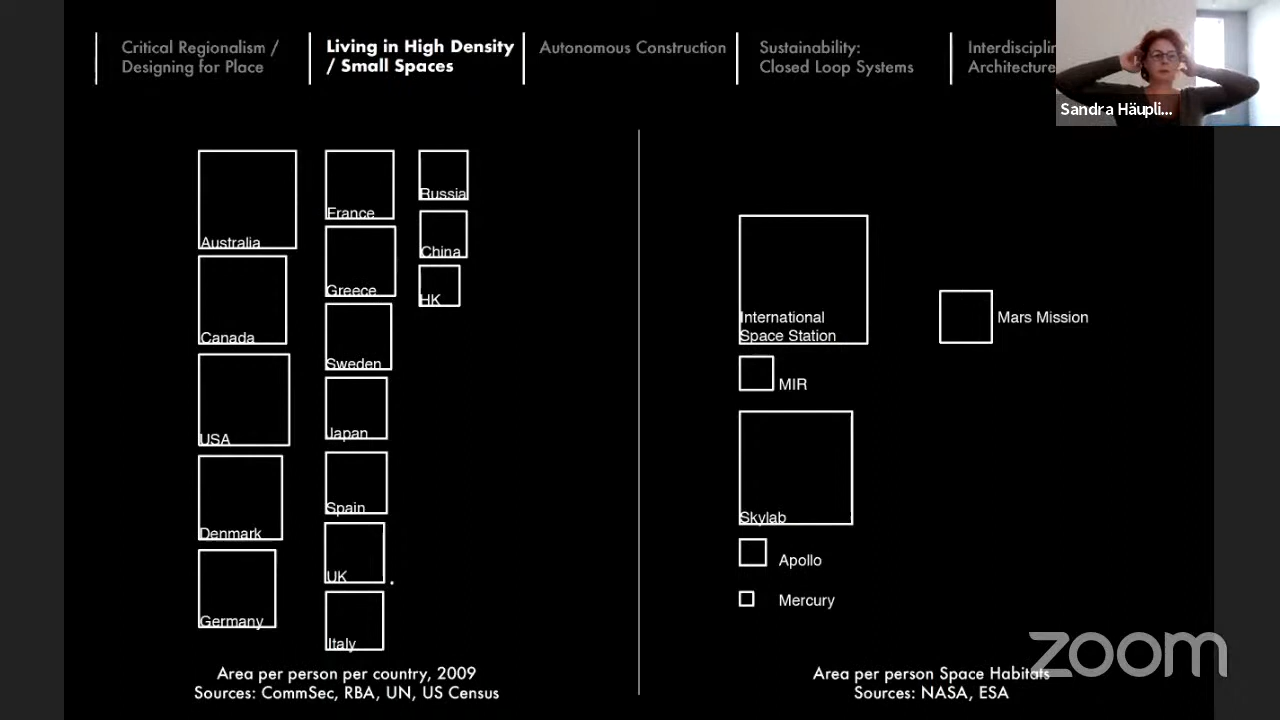 Critical Regionalism /
Designing for Place
Living in High Density
/ Small Spaces
Autonomous Construction
Sustainability:
Closed Loop Systems
Architecture
Sandra Häupli...
Australia
Canada
USA
Denmark
Germany
France
Greece
Sweden
Japan
Spain
UK
Italy
Russia
China
HK
Area per person per country, 2009
Sources: CommSec, RBA, UN, US Census
International
Space Station
MIR
Skylab
Apollo
Mercury
Mars Mission
Area per person Space Habitats
Sources: NASA, ESA
zoom